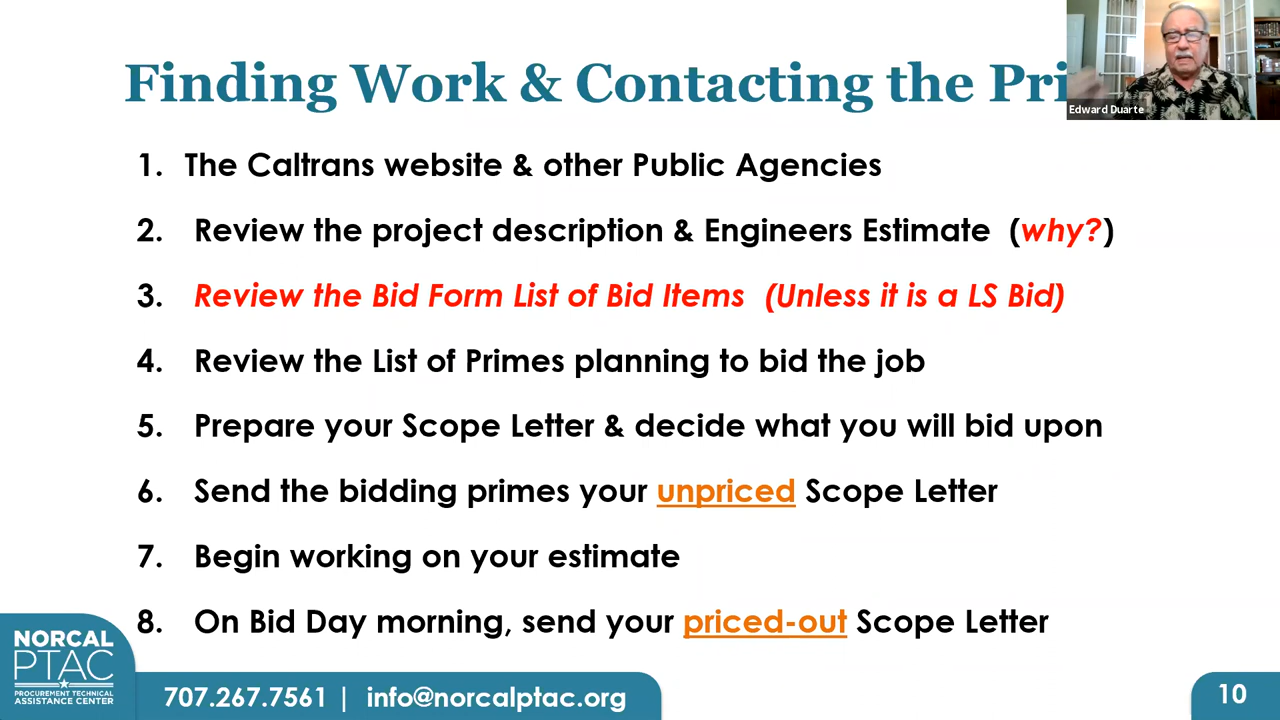 Finding Work & Contacting the Pri
Edward Duarte
1. The Caltrans website & other Public Agencies
2. Review the project description & Engineers Estimate (why?)
3. Review the Bid Form List of Bid Items (Unless it is a LS Bid)
4. Review the List of Primes planning to bid the job
5. Prepare your Scope Letter & decide what you will bid upon
6. Send the bidding primes your unpriced Scope Letter
7. Begin working on your estimate
8. On Bid Day morning, send your priced-out Scope Letter
NORCAL
PTAC
PROCUREMENT TECHNICAL
ASSISTANCE CENTER
707.267.7561 | info@norcalptac.org
10